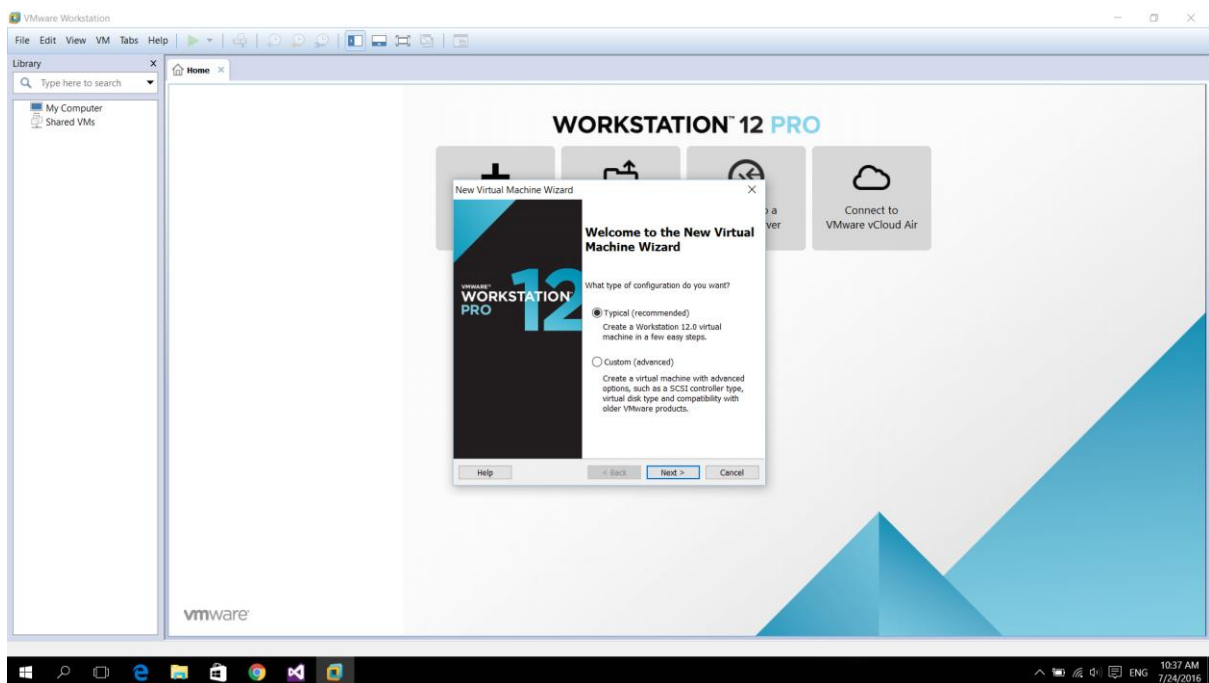 VMware Workstation
File Edit View VM Tabs Help
Library
Type here to search
My Computer
Shared VMs
Home
WORKSTATION™ 12 PRO
Connect to
VMware vCloud Air
a
New Virtual Machine Wizard
VMWARE®
WORKSTATION
PRO
12
Welcome to the New Virtual
Machine Wizard
What type of configuration do you want?
Typical (recommended)
Create a Workstation 12.0 virtual
machine in a few easy steps.
Custom (advanced)
Create a virtual machine with advanced
options, such as a SCSI controller type,
virtual disk type and compatibility with
older VMware products.
Help
< Back
Next >
Cancel
vmware
ENG
10:37 AM
7/24/2016